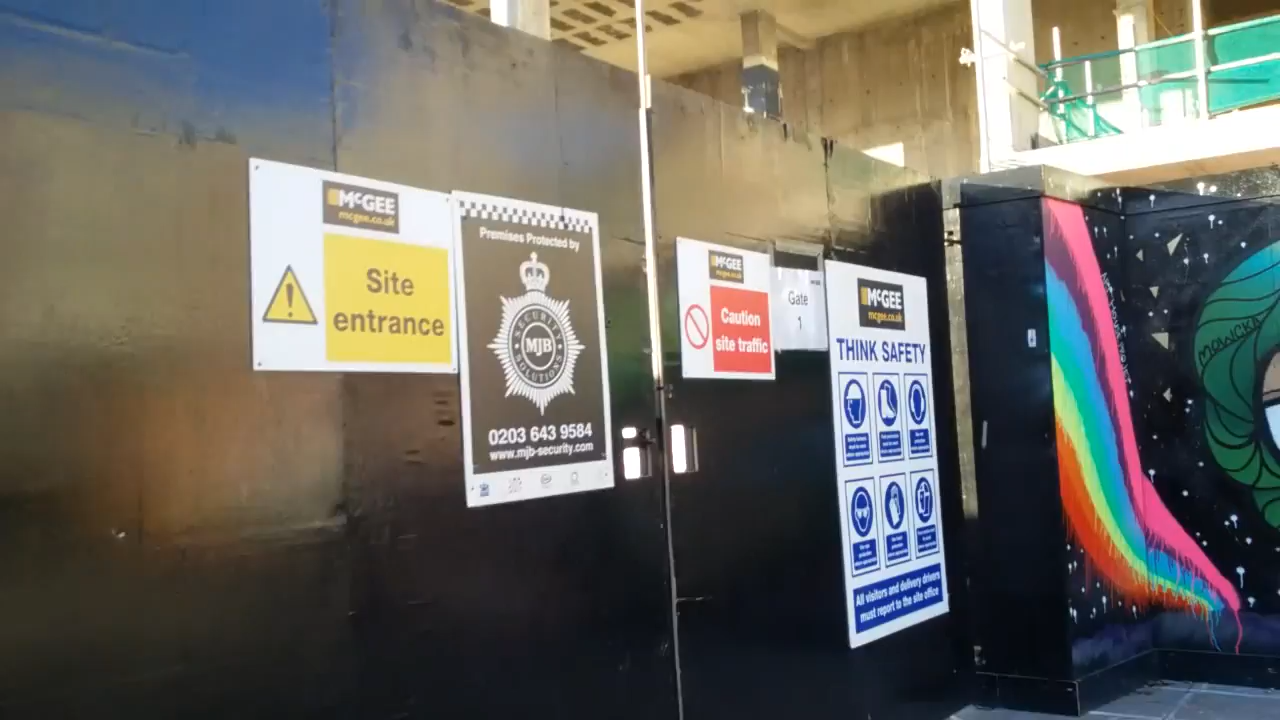 McGEE
mcgee.co.uk
Site
entrance
Premises Protected by
SECURITY
MJB
SOLUTIONS
0203 643 9584
www.mjb-security.com
McGEE
mcgee.co.uk
Caution
site traffic
Gate
1
McGEE
mcgee.co.uk
THINK SAFETY
All visitors and delivery drivers
must report to the site office